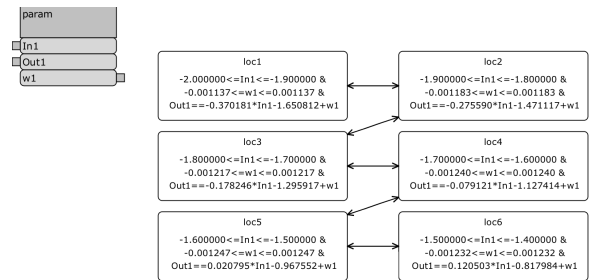 param
In1
Out1
w1
loc1
-2.000000<=In1<=-1.900000 &
-0.001137<=w1<=0.001137 &
Out1==-0.370181*In1-1.650812+w1
loc2
-1.900000<=In1<=-1.800000 &
-0.001183<=w1<=0.001183 &
Out1==-0.275590*In1-1.471117+w1
loc3
-1.800000<=In1<=-1.700000 &
-0.001217<=w1<=0.001217 &
Out1==-0.178246*In1-1.295917+w1
loc4
-1.700000<=In1<=-1.600000 &
-0.001240<=w1<=0.001240 &
Out1==-0.079121*In1-1.127414+w1
loc5
-1.600000<=In1<=-1.500000 &
-0.001247<=w1<=0.001247 &
Out1==0.020795*In1-0.967552+w1
loc6
-1.500000<=In1<=-1.400000 &
-0.001232<=w1<=0.001232 &
Out1==0.120503*In1-0.817984+w1